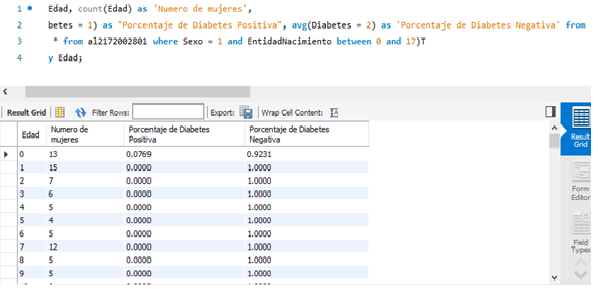 1 Edad, count(Edad) as 'Numero de mujeres',
2 betes = 1) as "Porcentaje de Diabetes Positiva", avg(Diabetes = 2) as 'Porcentaje de Diabetes Negativa' from
3 * from al2172002801 where Sexo = 1 and EntidadNacimiento between 0 and 17)T
4 y Edad;
Result Grid Filter Rows: Export: Wrap Cell Content:
Edad Numero de mujeres Porcentaje de Diabetes Positiva Porcentaje de Diabetes Negativa
0 13 0.0769 0.9231
1 15 0.0000 1.0000
2 7 0.0000 1.0000
3 6 0.0000 1.0000
4 5 0.0000 1.0000
5 4 0.0000 1.0000
6 5 0.0000 1.0000
7 12 0.0000 1.0000
8 5 0.0000 1.0000
9 5 0.0000 1.0000
Result Grid
Form Editor
Field Types